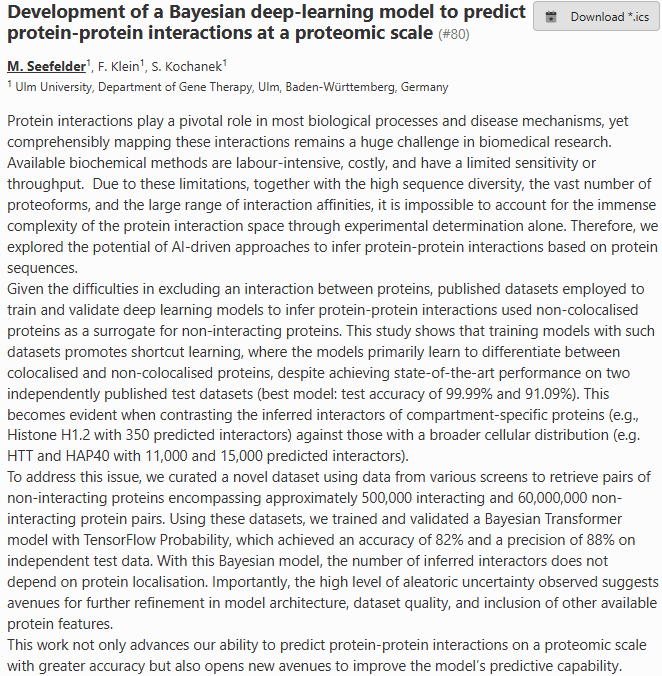 Development of a Bayesian deep-learning model to predict
protein-protein interactions at a proteomic scale (#80)
Download *.ics
M. Seefelder1, F. Klein1, S. Kochanek1
1 Ulm University, Department of Gene Therapy, Ulm, Baden-Württemberg, Germany
Protein interactions play a pivotal role in most biological processes and disease mechanisms, yet
comprehensibly mapping these interactions remains a huge challenge in biomedical research.
Available biochemical methods are labour-intensive, costly, and have a limited sensitivity or
throughput.  Due to these limitations, together with the high sequence diversity, the vast number of
proteoforms, and the large range of interaction affinities, it is impossible to account for the immense
complexity of the protein interaction space through experimental determination alone. Therefore, we
explored the potential of AI-driven approaches to infer protein-protein interactions based on protein
sequences.
Given the difficulties in excluding an interaction between proteins, published datasets employed to
train and validate deep learning models to infer protein-protein interactions used non-colocalised
proteins as a surrogate for non-interacting proteins. This study shows that training models with such
datasets promotes shortcut learning, where the models primarily learn to differentiate between
colocalised and non-colocalised proteins, despite achieving state-of-the-art performance on two
independently published test datasets (best model: test accuracy of 99.99% and 91.09%). This
becomes evident when contrasting the inferred interactors of compartment-specific proteins (e.g.,
Histone H1.2 with 350 predicted interactors) against those with a broader cellular distribution (e.g.
HTT and HAP40 with 11,000 and 15,000 predicted interactors).
To address this issue, we curated a novel dataset using data from various screens to retrieve pairs of
non-interacting proteins encompassing approximately 500,000 interacting and 60,000,000 non-
interacting protein pairs. Using these datasets, we trained and validated a Bayesian Transformer
model with TensorFlow Probability, which achieved an accuracy of 82% and a precision of 88% on
independent test data. With this Bayesian model, the number of inferred interactors does not
depend on protein localisation. Importantly, the high level of aleatoric uncertainty observed suggests
avenues for further refinement in model architecture, dataset quality, and inclusion of other available
protein features.
This work not only advances our ability to predict protein-protein interactions on a proteomic scale
with greater accuracy but also opens new avenues to improve the model's predictive capability.